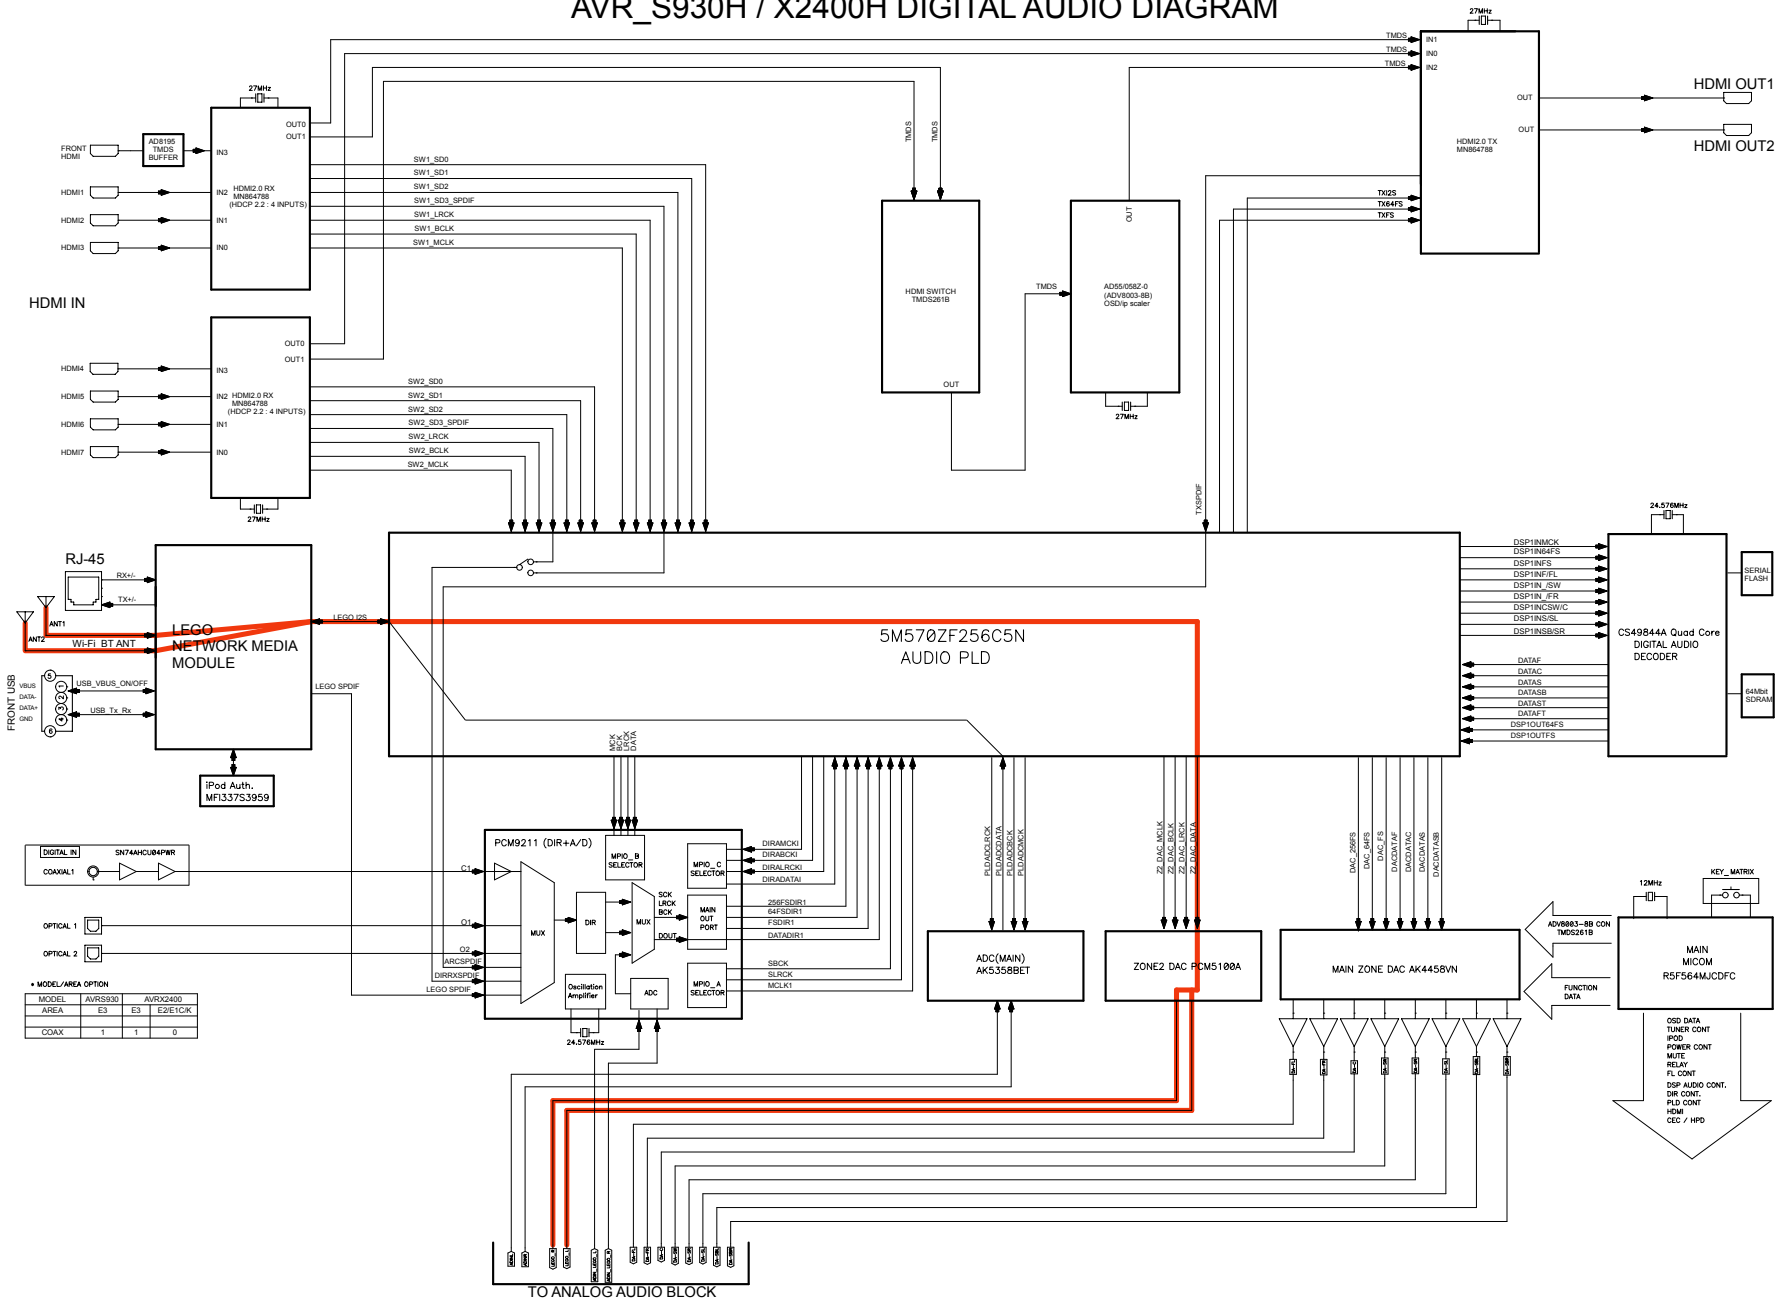 AVR_S930H / X2400H DIGITAL AUDIO DIAGRAM
27MHz
TMDS
TMDS
TMDS
IN1
IN0
IN2
OUT
OUT
HDMI2.0 TX
MN864788
HDMI OUT1
HDMI OUT2
27MHz
FRONT
HDMI
AD8195
TMDS
BUFFER
HDMI1
HDMI2
HDMI3
IN3
IN2
IN1
IN0
HDMI2.0 RX
MN864788
(HDCP 2.2 : 4 INPUTS)
OUT0
OUT1
SW1_SD0
SW1_SD1
SW1_SD2
SW1_SD3_SPDIF
SW1_LRCK
SW1_BCLK
SW1_MCLK
TMDS
TMDS
TXI2S
TX64FS
TXFS
HDMI SWITCH
TMDS261B
OUT
TMDS
OUT
AD55/058Z-0
(ADV8003-8B)
OSD/ip scaler
27MHz
HDMI IN
HDMI4
HDMI5
HDMI6
HDMI7
IN3
IN2
IN1
IN0
HDMI2.0 RX
MN864788
(HDCP 2.2 : 4 INPUTS)
OUT0
OUT1
SW2_SD0
SW2_SD1
SW2_SD2
SW2_SD3_SPDIF
SW2_LRCK
SW2_BCLK
SW2_MCLK
27MHz
TXSPDIF
24.576MHz
RJ-45
RX+/-
TX+/-
ANT1
ANT2
Wi-Fi BT ANT
LEGO
NETWORK MEDIA
MODULE
LEGO I2S
LEGO SPDIF
FRONT USB
VBUS
DATA-
DATA+
GND
5
1
2
3
4
6
USB_VBUS_ON/OFF
USB_Tx_Rx
iPod Auth.
MFI337S3959
5M570ZF256C5N
AUDIO PLD
DSP1INMCK
DSP1IN64FS
DSP1INFS
DSP1INF/FL
DSP1IN_/SW
DSP1IN_/FR
DSP1INCSW/C
DSP1INS/SL
DSP1INSB/SR
DATAF
DATAC
DATAS
DATASB
DATAST
DATAFT
DSP1OUT64FS
DSP1OUTFS
CS49844A Quad Core
DIGITAL AUDIO
DECODER
SERIAL
FLASH
64Mbit
SDRAM
MCK
BCK
LRCK
DATA
PLDADCLRCK
PLDADCDATA
PLDADCBCK
PLDADCMCK
Z2_DAC_MCLK
Z2_DAC_BCLK
Z2_DAC_LRCK
Z2_DAC_DATA
DAC_256FS
DAC_64FS
DAC_FS
DACDATAF
DACDATAC
DACDATAS
DACDATASB
DIGITAL IN
SN74AHCU04PWR
COAXIAL1
OPTICAL 1
OPTICAL 2
C1
O1
O2
ARCSPDIF
DIRRXSPDIF
LEGO SPDIF
PCM9211 (DIR+A/D)
MUX
DIR
MUX
MPIO_B
SELECTOR
MPIO_C
SELECTOR
SCK
LRCK
BCK
DOUT
MAIN
OUT
PORT
MPIO_A
SELECTOR
Oscillation
Amplifier
ADC
24.576MHz
DIRAMCKI
DIRABCKI
DIRALRCKI
DIRADATAI
256FSDIR1
64FSDIR1
FSDIR1
DATADIR1
SBCK
SLRCK
MCLK1
ADC(MAIN)
AK5358BET
ZONE2 DAC PCM5100A
MAIN ZONE DAC AK4458VN
12MHz
KEY_MATRIX
MAIN
MICOM
R5F564MJCDFC
ADV8003-8B CON
TMDS261B
FUNCTION
DATA
OSD DATA
TUNER CONT
IPOD
POWER CONT
MUTE
RELAY
FL CONT
DSP AUDIO CONT.
DIR CONT.
PLD CONT
HDMI
CEC / HPD
• MODEL/AREA OPTION
MODEL AVRS930 AVRX2400
AREA E3 E3 E2/E1C/K
COAX 1 1 0
TO ANALOG AUDIO BLOCK